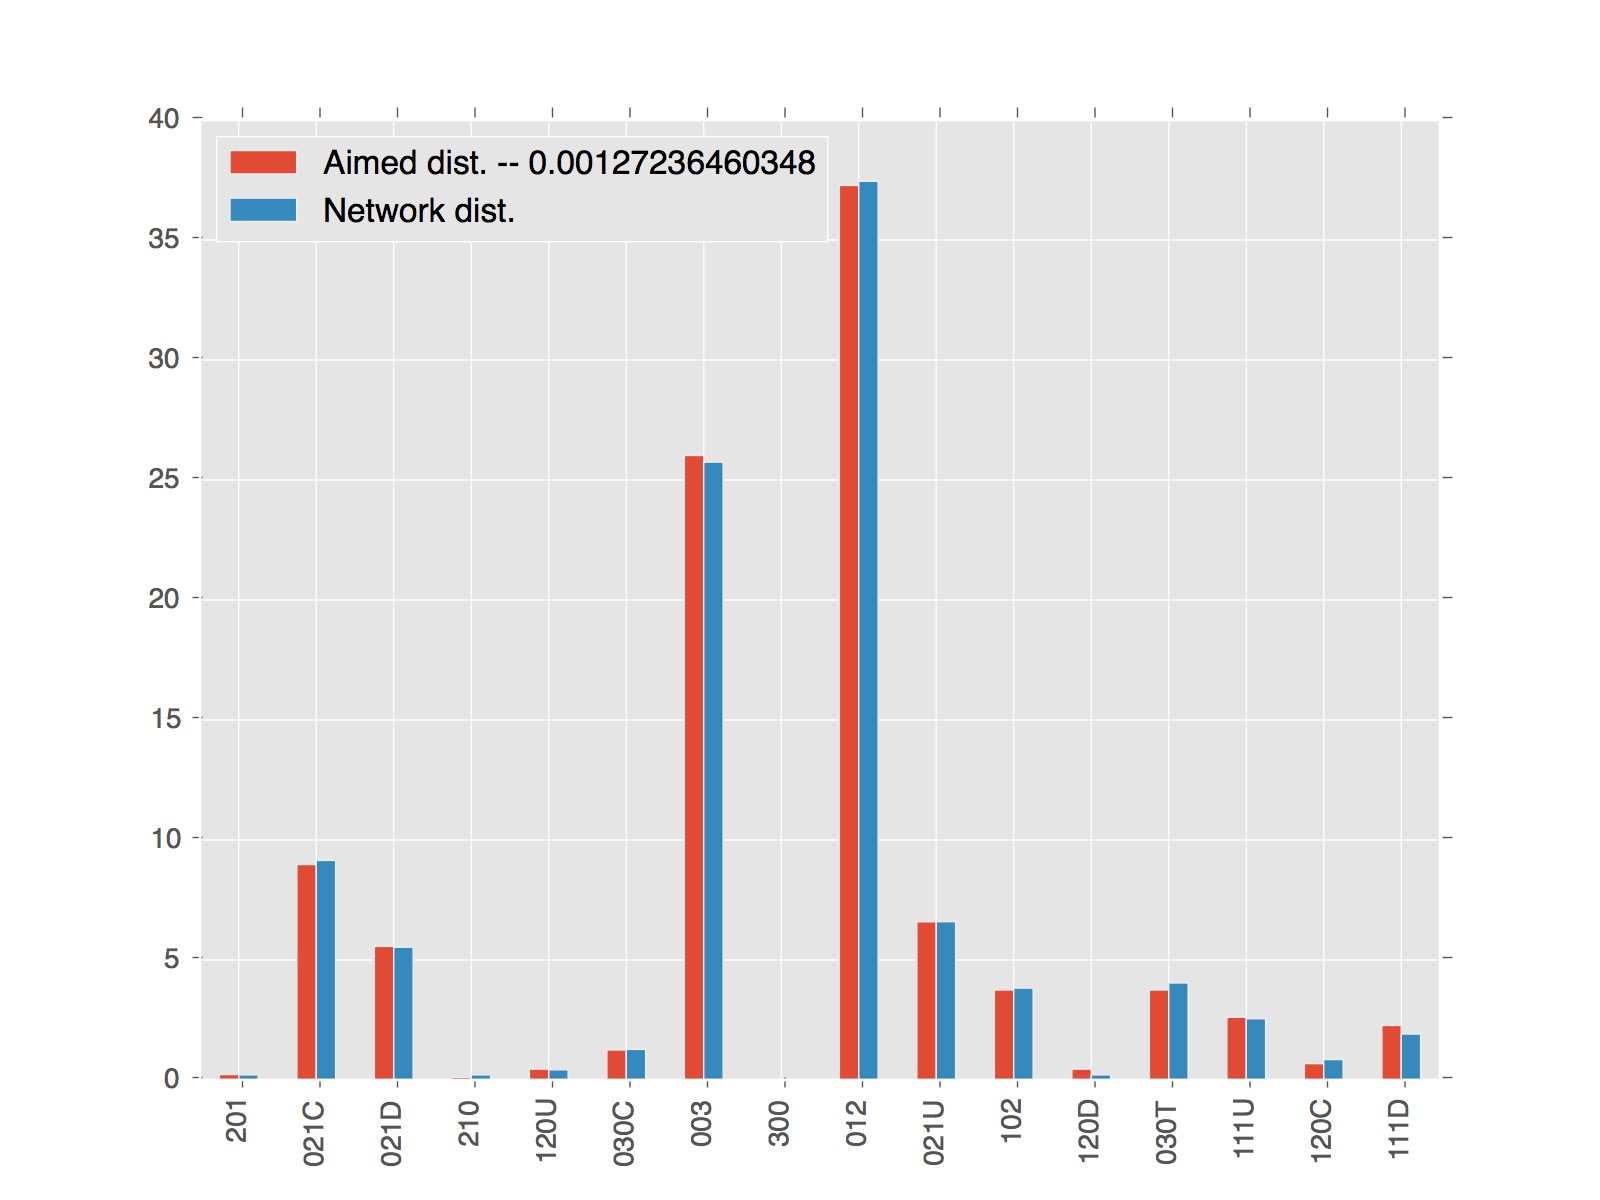 Aimed dist. -- 0.00127236460348
Network dist.
40
35
30
25
20
15
10
5
0
201
021C
021D
210
120U
030C
003
300
012
021U
102
120D
030T
111U
120C
111D